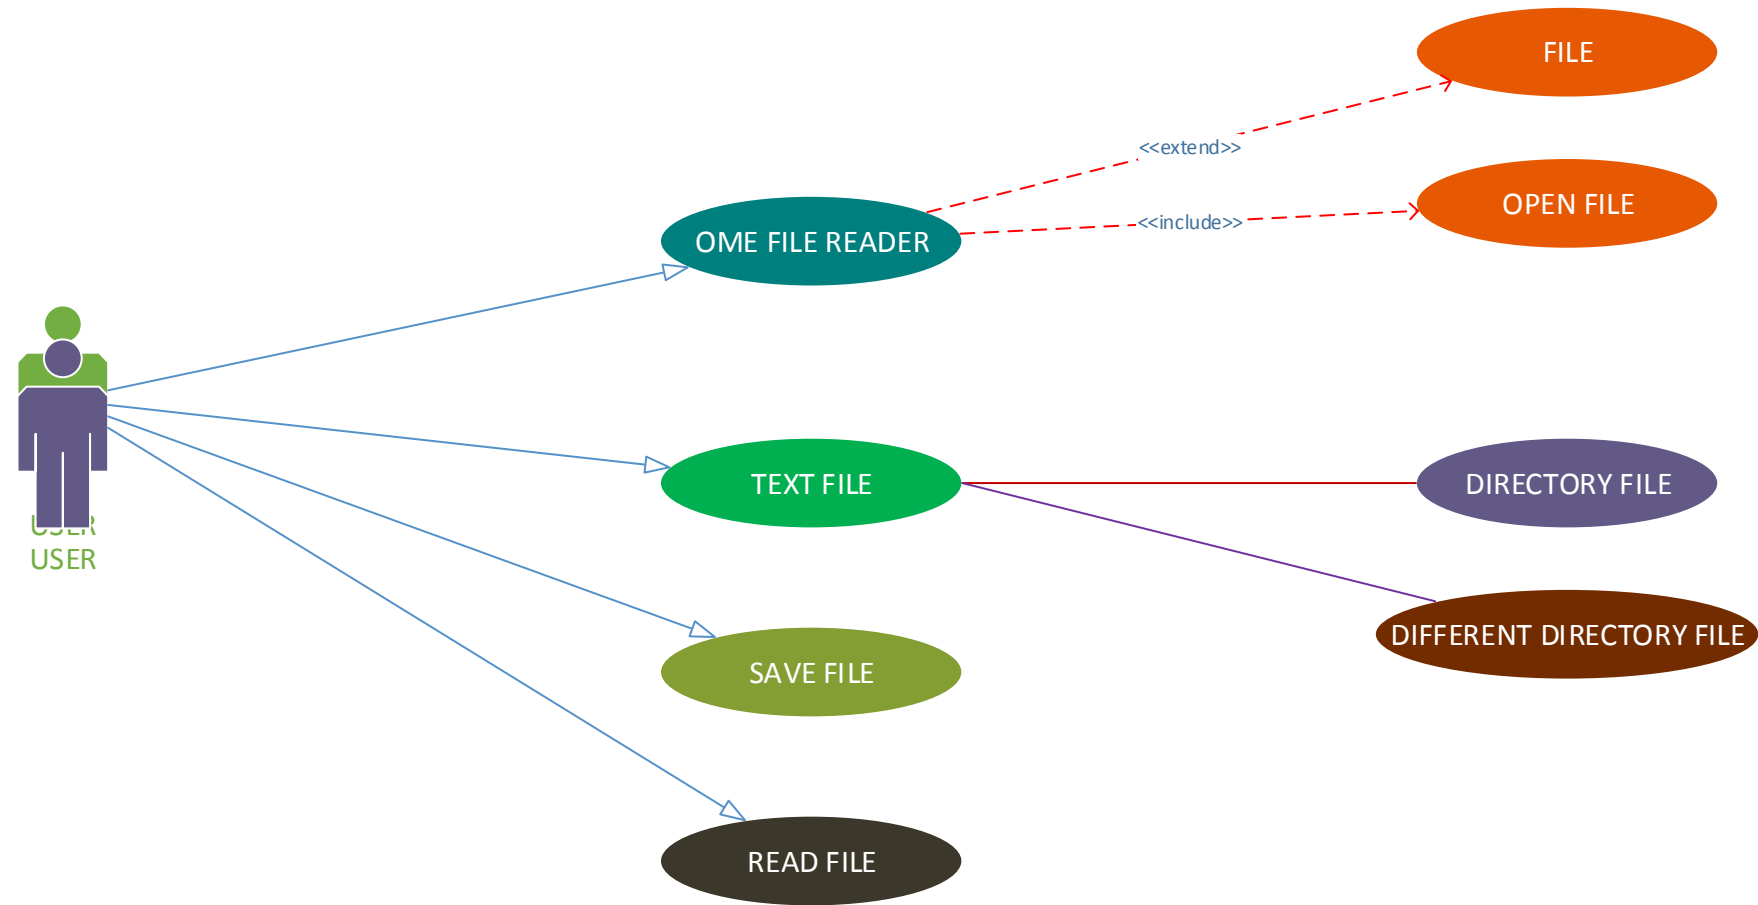 FILE
<<extend>>
OPEN FILE
<<include>>
OME FILE READER
TEXT FILE
DIRECTORY FILE
USER
USER
DIFFERENT DIRECTORY FILE
SAVE FILE
READ FILE